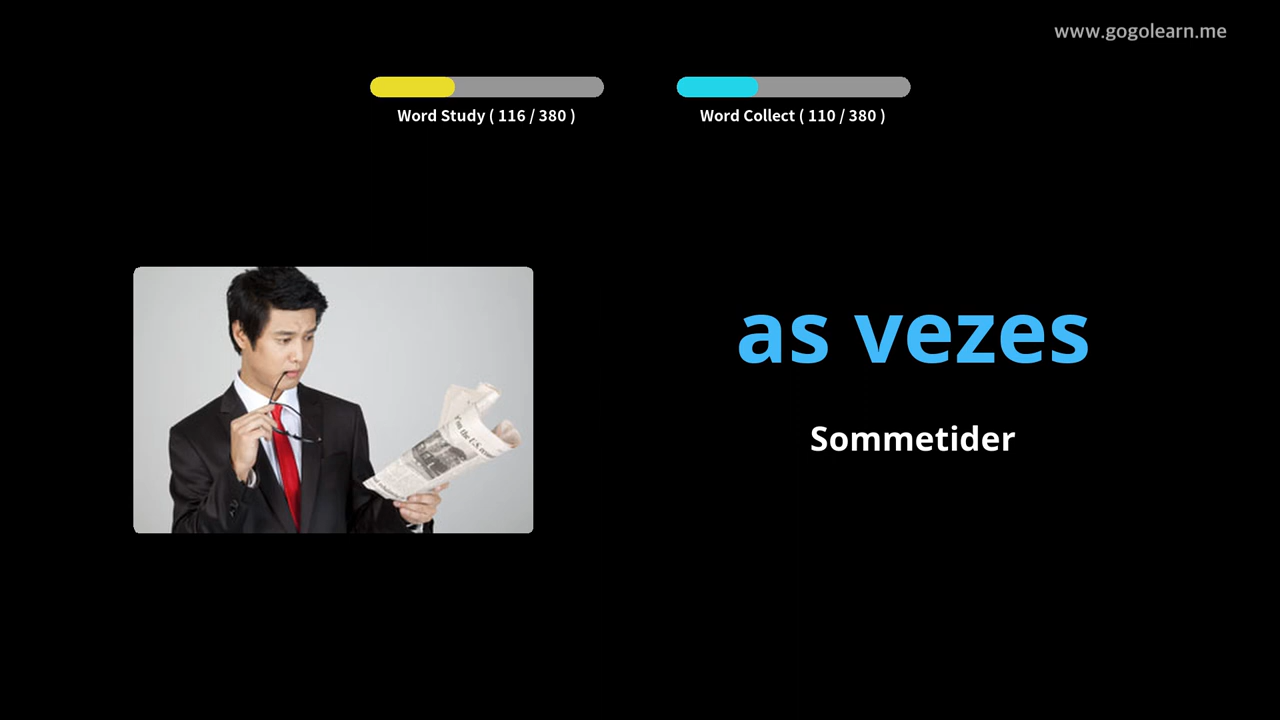 www.gogolearn.me
Word Study ( 116 / 380 )
Word Collect ( 110 / 380 )
as vezes
Sommetider